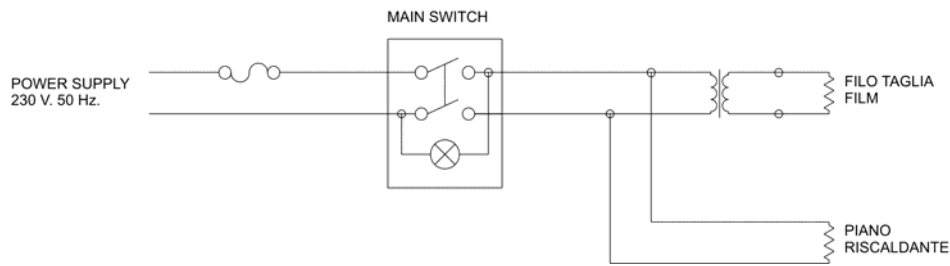 MAIN SWITCH
POWER SUPPLY
230 V. 50 Hz.
FILO TAGLIA
FILM
PIANO
RISCALDANTE